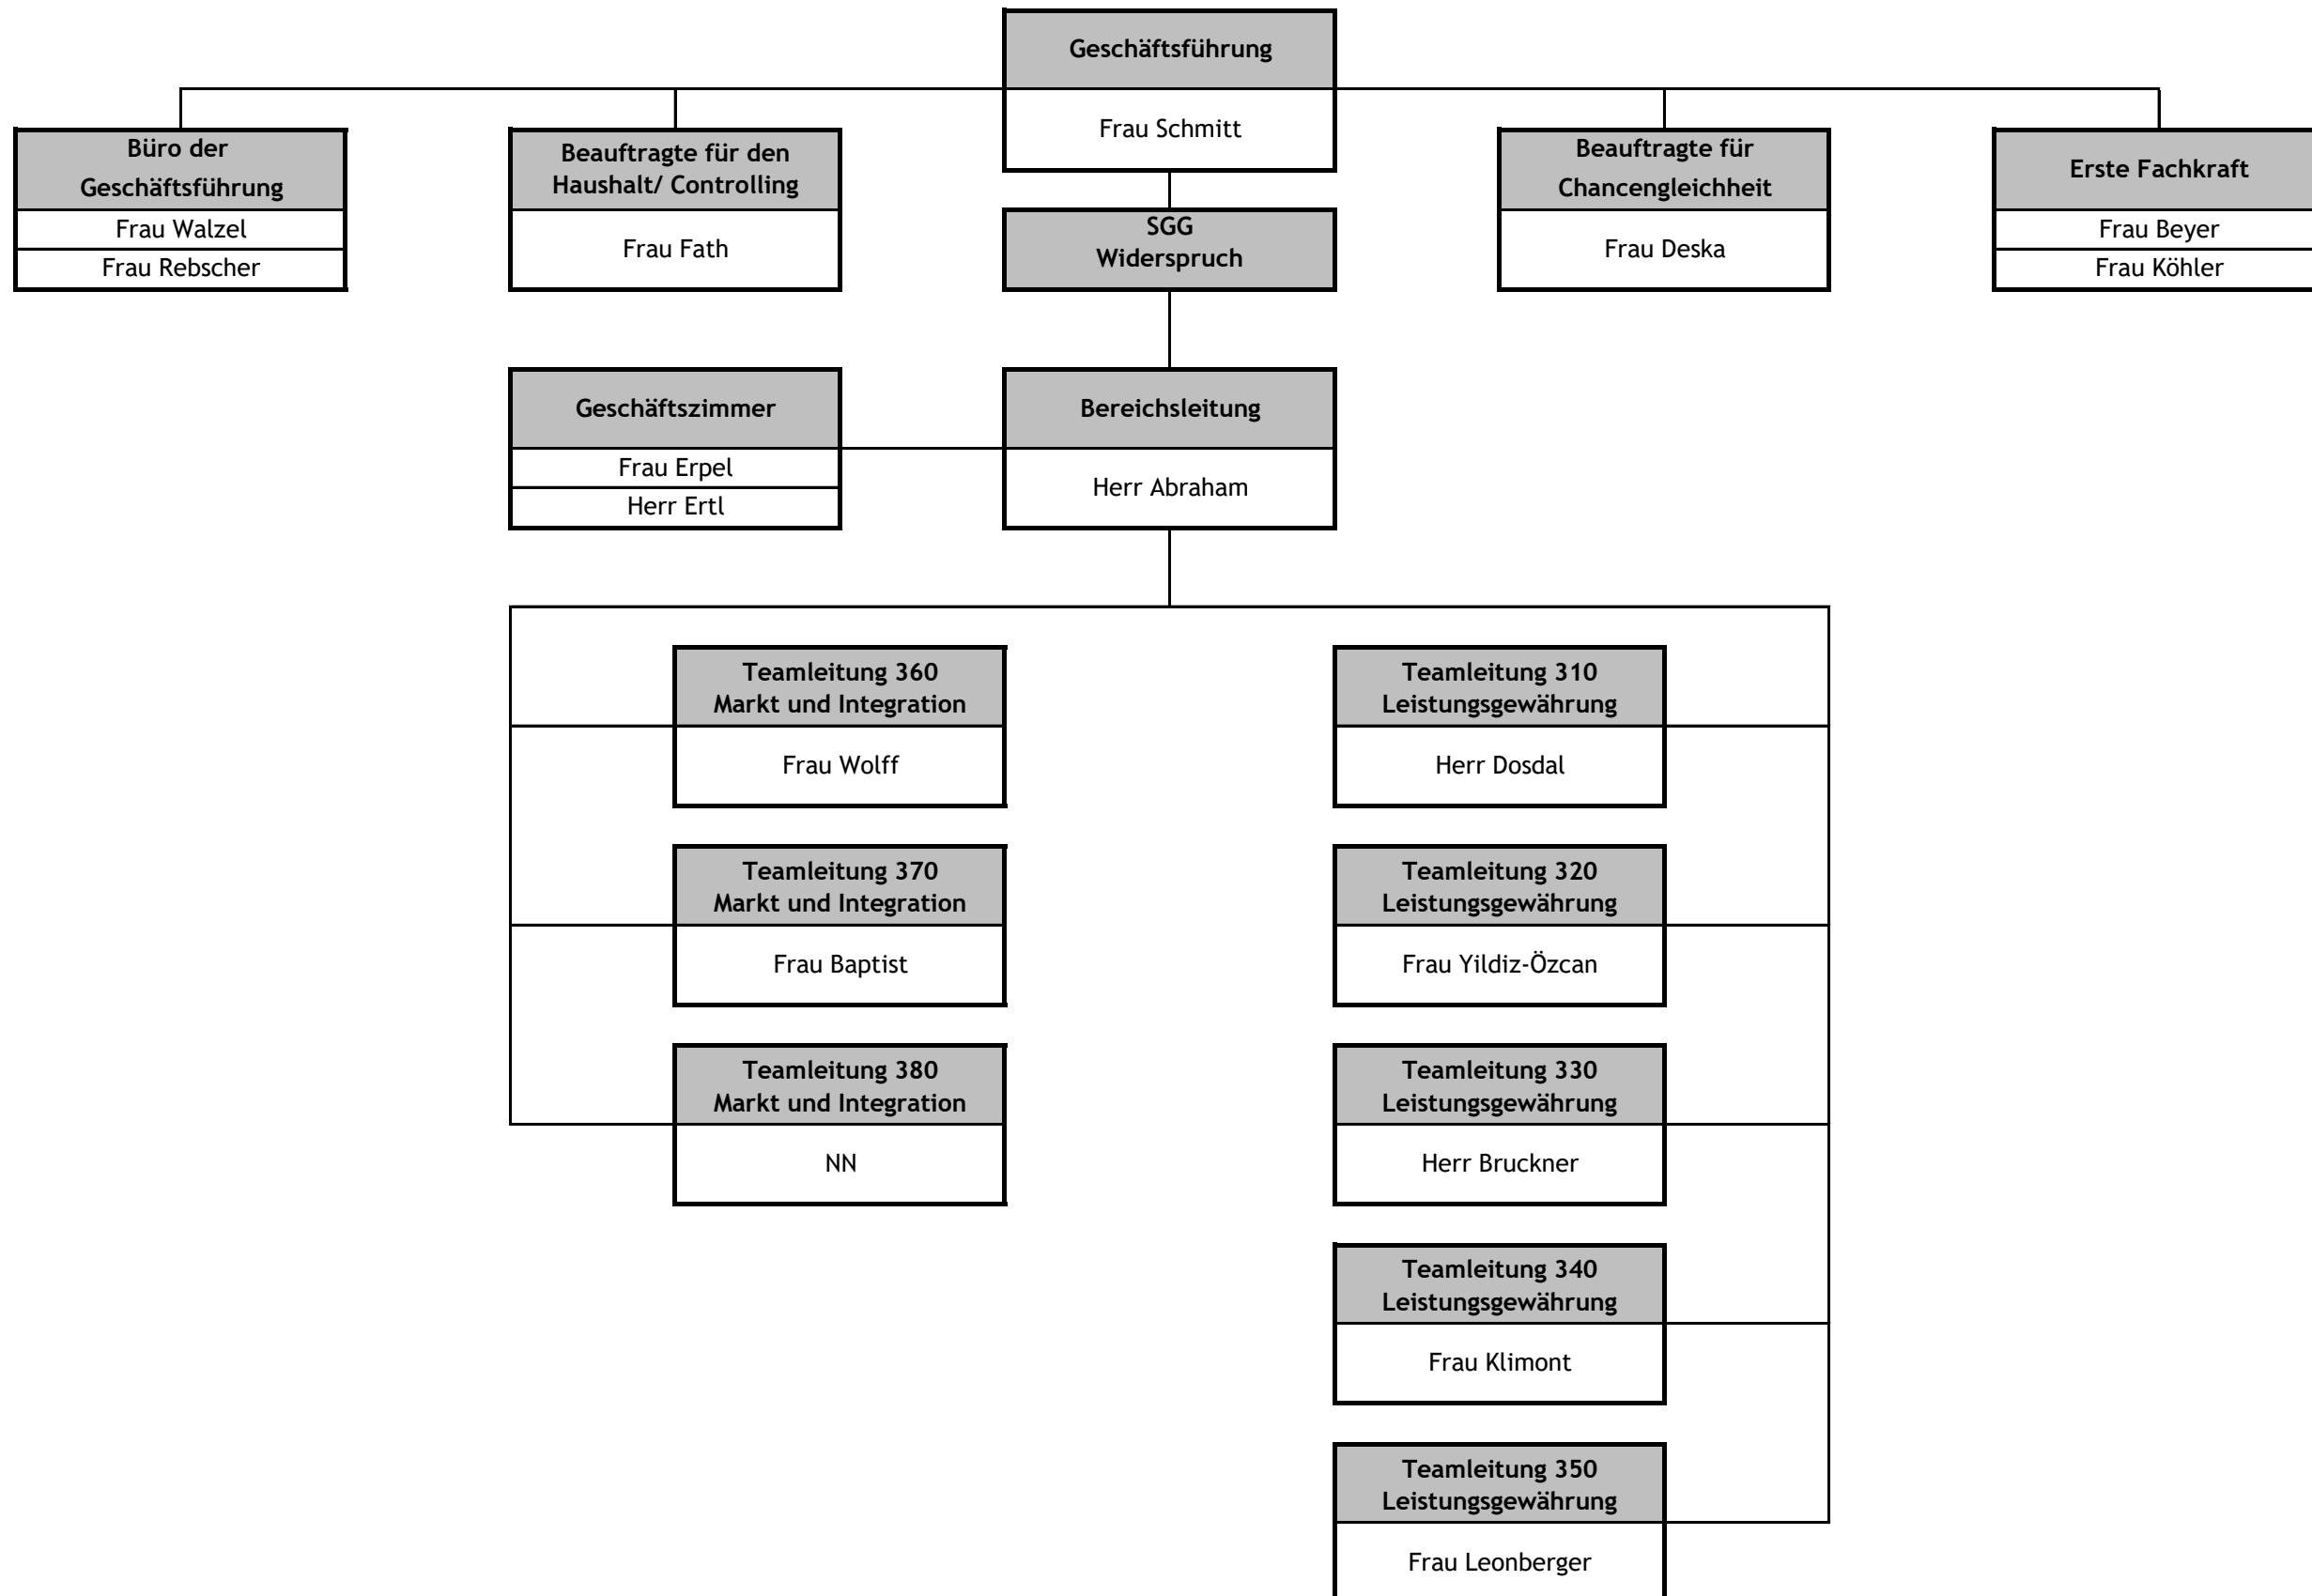 Geschäftsführung
Frau Schmitt
Büro der
Geschäftsführung
Frau Walzel
Frau Rebscher
Beauftragte für den
Haushalt/ Controlling
Frau Fath
SGG
Widerspruch
Beauftragte für
Chancengleichheit
Frau Deska
Erste Fachkraft
Frau Beyer
Frau Köhler
Geschäftszimmer
Frau Erpel
Herr Ertl
Bereichsleitung
Herr Abraham
Teamleitung 360
Markt und Integration
Frau Wolff
Teamleitung 310
Leistungsgewährung
Herr Dosdal
Teamleitung 370
Markt und Integration
Frau Baptist
Teamleitung 320
Leistungsgewährung
Frau Yildiz-Özcan
Teamleitung 380
Markt und Integration
NN
Teamleitung 330
Leistungsgewährung
Herr Bruckner
Teamleitung 340
Leistungsgewährung
Frau Klimont
Teamleitung 350
Leistungsgewährung
Frau Leonberger